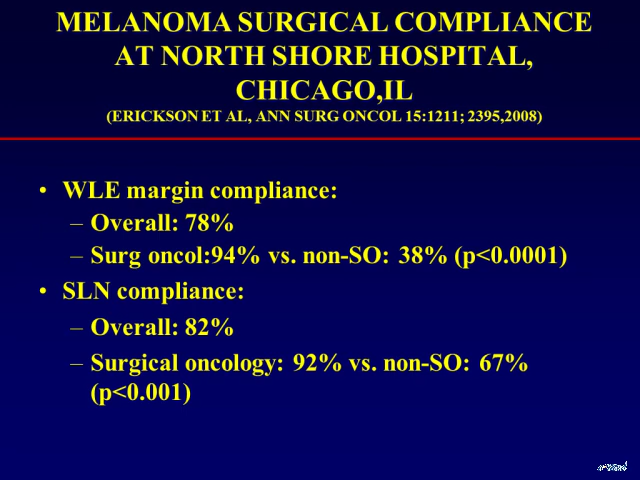 MELANOMA SURGICAL COMPLIANCE
AT NORTH SHORE HOSPITAL,
CHICAGO,IL
(ERICKSON ET AL, ANN SURG ONCOL 15:1211; 2395,2008)
• WLE margin compliance:
– Overall: 78%
– Surg oncol:94% vs. non-SO: 38% (p<0.0001)
• SLN compliance:
– Overall: 82%
– Surgical oncology: 92% vs. non-SO: 67%
(p<0.001)